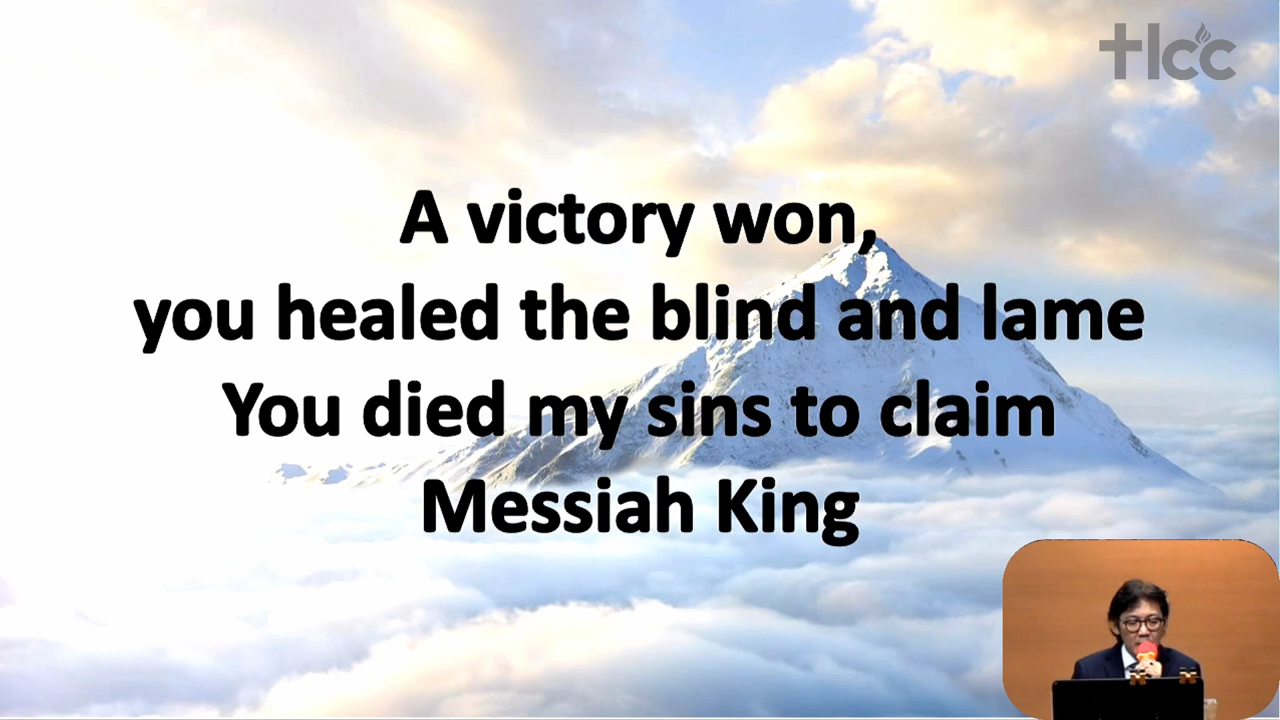 tlcc
A victory won,
you healed the blind and lame
You died my sins to claim
Messiah King